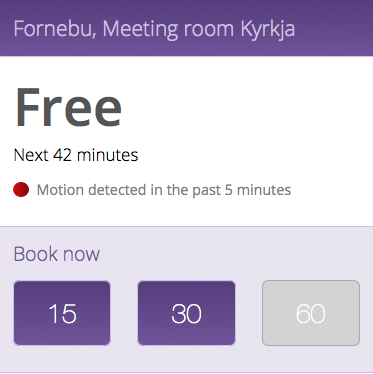 Fornebu, Meeting room Kyrkja
Free
Next 42 minutes
Motion detected in the past 5 minutes
Book now
15 30 60